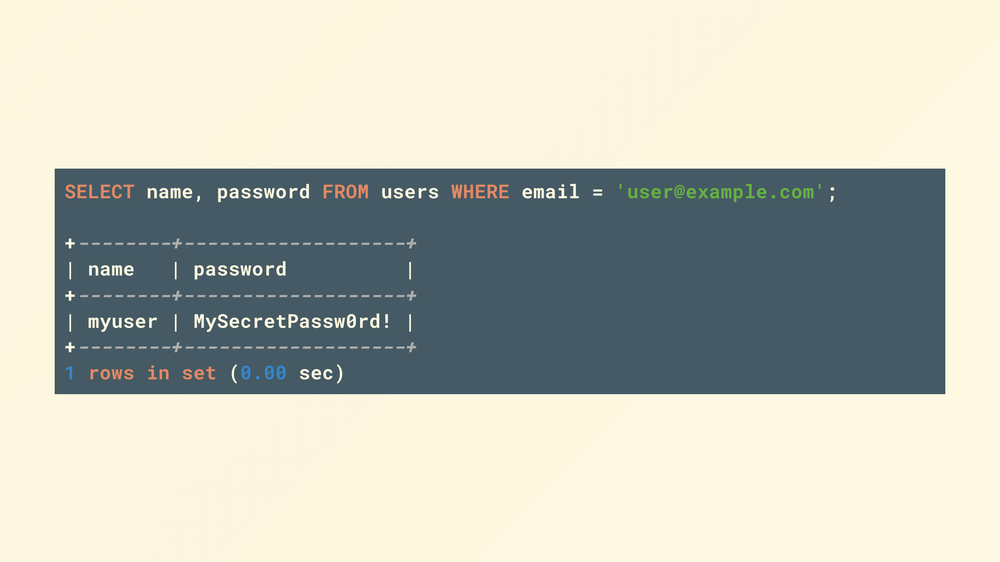 SELECT name, password FROM users WHERE email = 'user@example.com';
+--------+-------------------+
| name   | password          |
+--------+-------------------+
| myuser | MySecretPassw0rd! |
+--------+-------------------+
1 rows in set (0.00 sec)